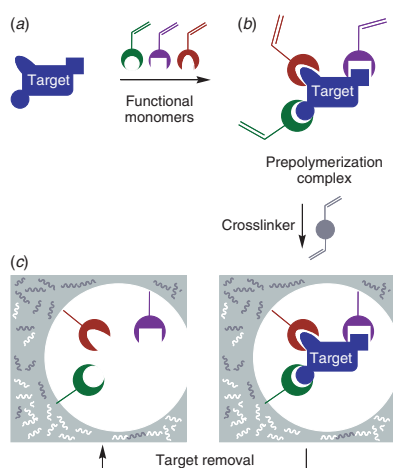 (a)
Target
Functional
monomers
(b)
Target
Prepolymerization
complex
Crosslinker
(c)
Target
Target removal